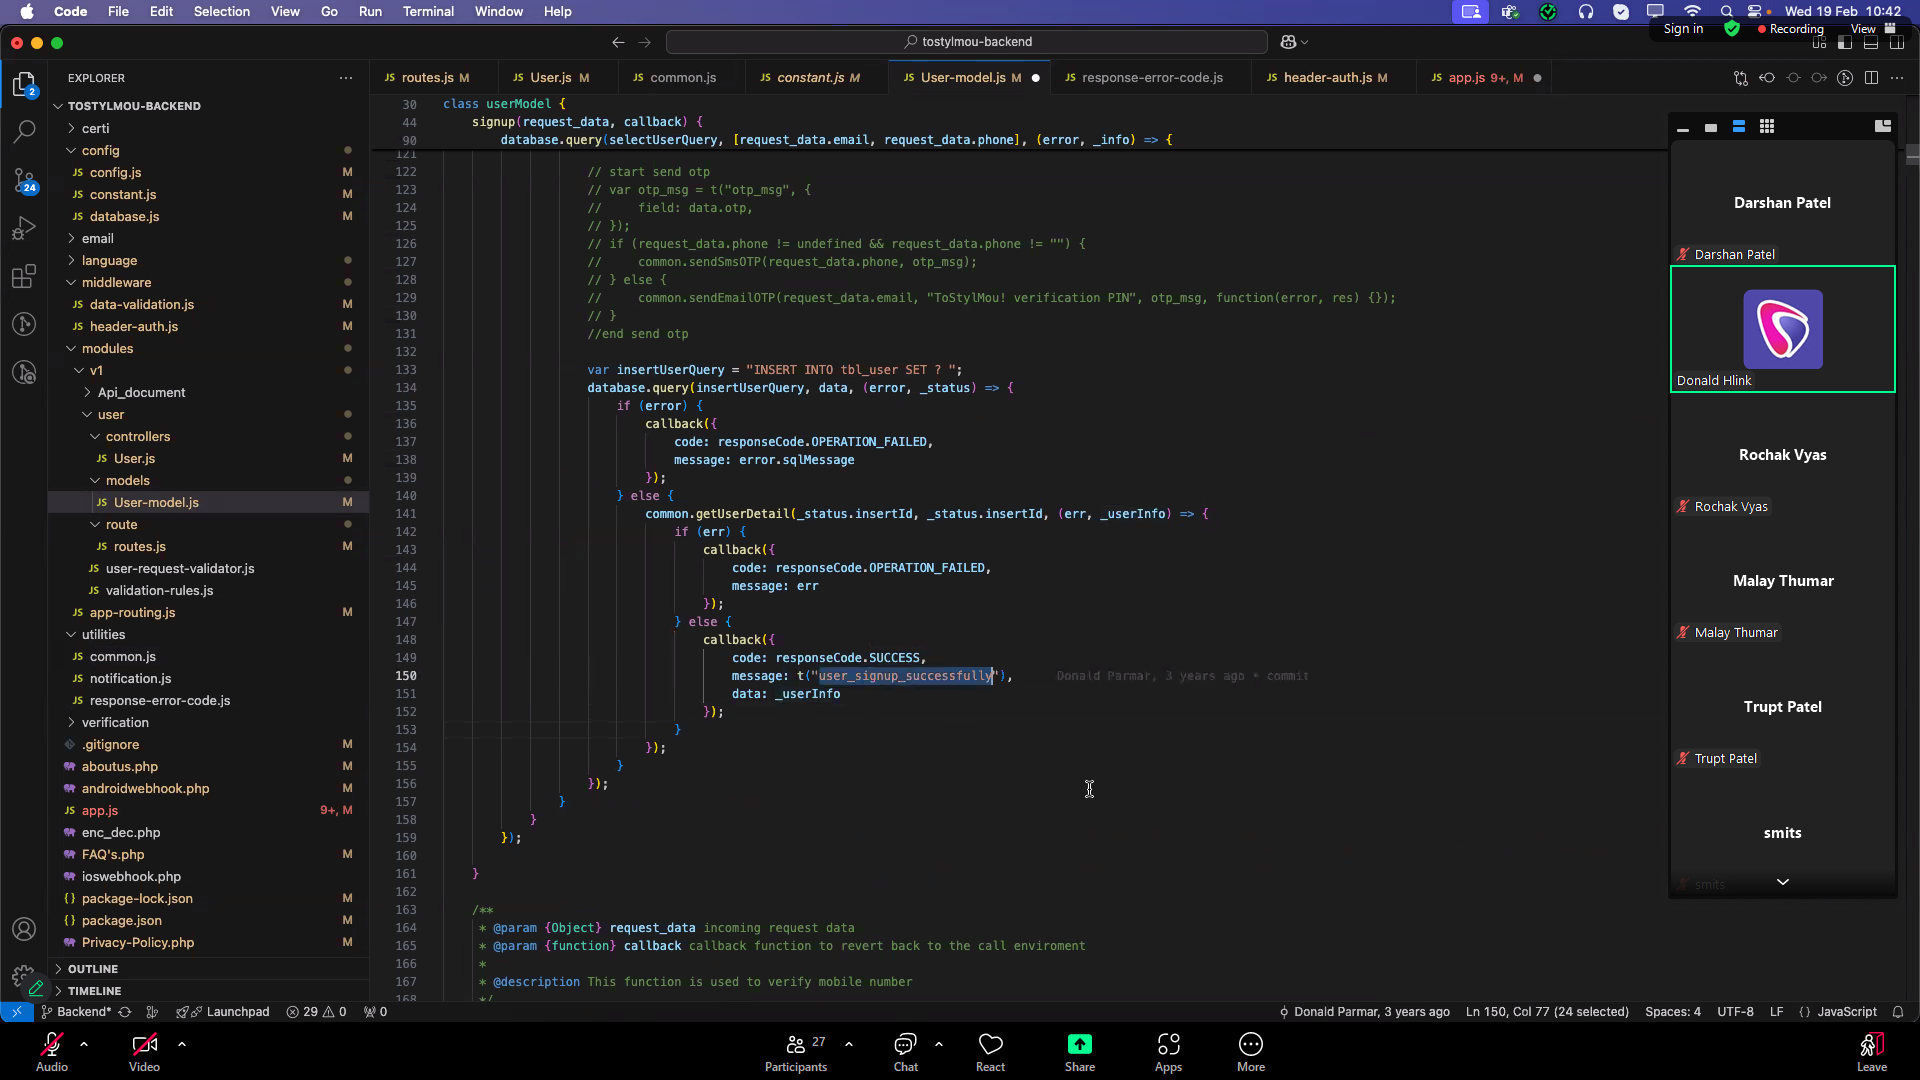 Code File Edit Selection View Go Run Terminal Window Help Wed 19 Feb 10:42
tostylmou-backend
Sign in Recording View
EXPLORER
TOSTYLMOU-BACKEND
certi
config
config.js M
constant.js M
database.js M
email
language
middleware
data-validation.js M
header-auth.js M
modules
v1
Api_document
user
controllers
User.js M
models
User-model.js M
route
routes.js M
user-request-validator.js
validation-rules.js
app-routing.js M
utilities
common.js M
notification.js M
response-error-code.js
verification
.gitignore M
aboutus.php M
androidwebhook.php M
app.js 9+, M
enc_dec.php
FAQ's.php M
ioswebhook.php
package-lock.json M
package.json M
Privacy-Policy.php M
OUTLINE
TIMELINE
2
24
routes.js M User.js M common.js constant.js M User-model.js M response-error-code.js header-auth.js M app.js 9+, M
30 class userModel {
44 signup(request_data, callback) {
90 database.query(selectUserQuery, [request_data.email, request_data.phone], (error, _info) => {
121
122 // start send otp
123 // var otp_msg = t("otp_msg", {
124 // field: data.otp,
125 // });
126 // if (request_data.phone != undefined && request_data.phone != "") {
127 // common.sendSmsOTP(request_data.phone, otp_msg);
128 // } else {
129 // common.sendEmailOTP(request_data.email, "ToStylMou! verification PIN", otp_msg, function(error, res) {});
130 // }
131 //end send otp
132
133 var insertUserQuery = "INSERT INTO tbl_user SET ? ";
134 database.query(insertUserQuery, data, (error, _status) => {
135 if (error) {
136 callback({
137 code: responseCode.OPERATION_FAILED,
138 message: error.sqlMessage
139 });
140 } else {
141 common.getUserDetail(_status.insertId, _status.insertId, (err, _userInfo) => {
142 if (err) {
143 callback({
144 code: responseCode.OPERATION_FAILED,
145 message: err
146 });
147 } else {
148 callback({
149 code: responseCode.SUCCESS,
150 message: t("user_signup_successfully"), Donald Parmar, 3 years ago • commit
151 data: _userInfo
152 });
153 }
154 });
155 }
156 });
157 }
158 }
159 });
160
161 }
162
163 /**
164 * @param {Object} request_data incoming request data
165 * @param {function} callback callback function to revert back to the call enviroment
166 *
167 * @description This function is used to verify mobile number
168 */
Darshan Patel
Darshan Patel
Donald Hlink
Rochak Vyas
Rochak Vyas
Malay Thumar
Malay Thumar
Trupt Patel
Trupt Patel
smits
smits
Backend* Launchpad 29 0 0 Donald Parmar, 3 years ago Ln 150, Col 77 (24 selected) Spaces: 4 UTF-8 LF {} JavaScript
Audio Video Participants 27 Chat React Share Apps More Leave